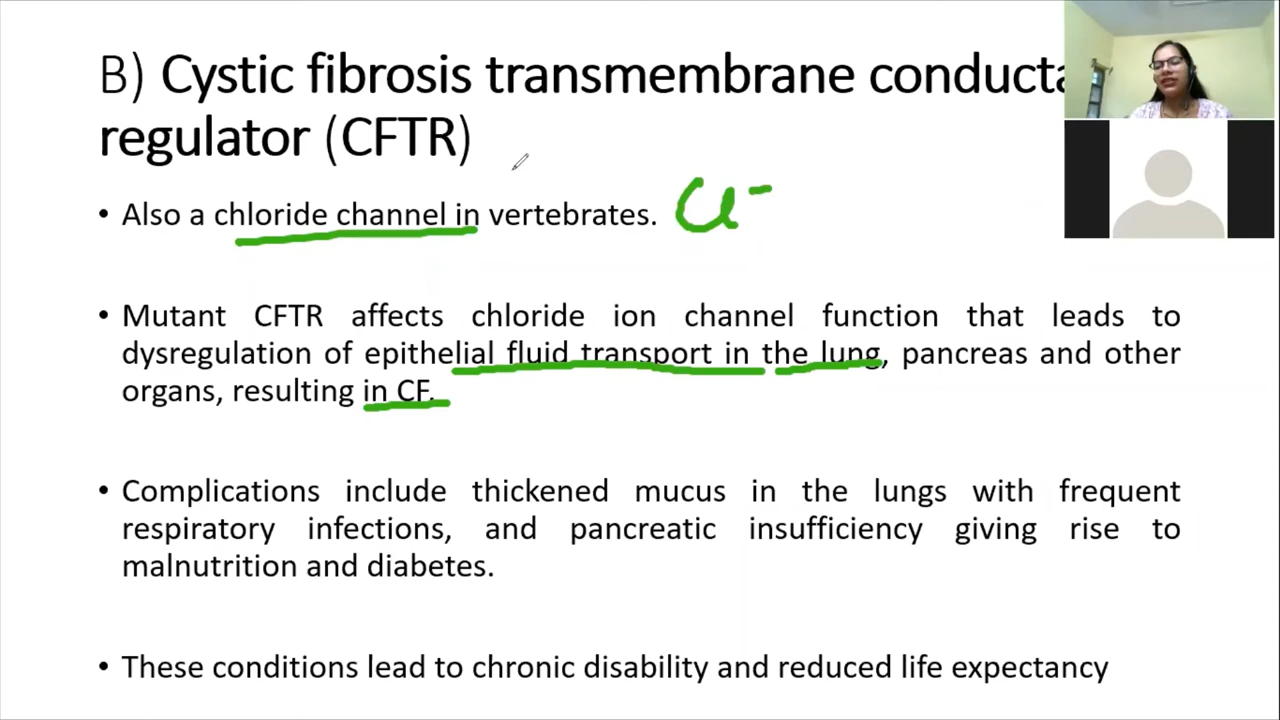 B) Cystic fibrosis transmembrane
regulator (CFTR)
• Also a chloride channel in vertebrates. Cl⁻
• Mutant CFTR affects chloride ion channel function that leads to
dysregulation of epithelial fluid transport in the lung, pancreas and other
organs, resulting in CF.
• Complications include thickened mucus in the lungs with frequent
respiratory infections, and pancreatic insufficiency giving rise to
malnutrition and diabetes.
• These conditions lead to chronic disability and reduced life expectancy